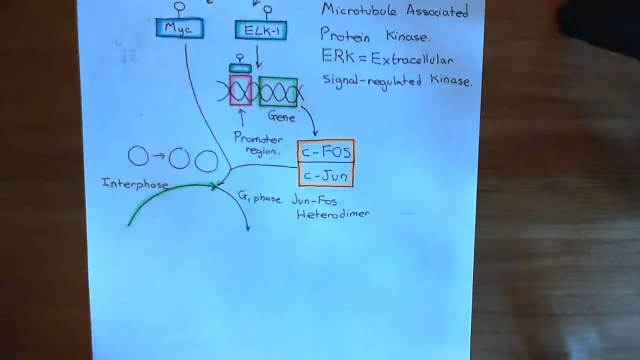 Microtubule Associated
Protein Kinase.
ERK = Extracellular
Signal-regulated Kinase.
Myc
ELK-1
Gene
Promoter
region.
c-FOS
c-Jun
Interphase
G1 phase
Jun-Fos
Heterodimer